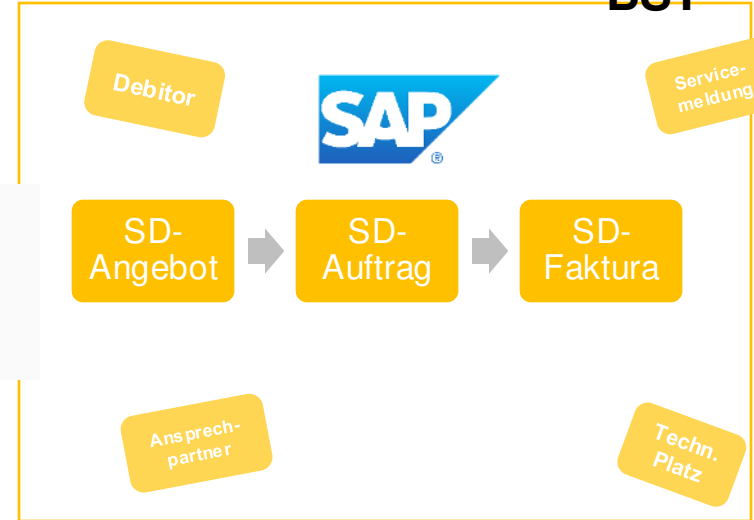 Debitor
Service-
meldung
SAP
®
SD-
Angebot
SD-
Auftrag
SD-
Faktura
Ansprech-
partner
Techn.
Platz